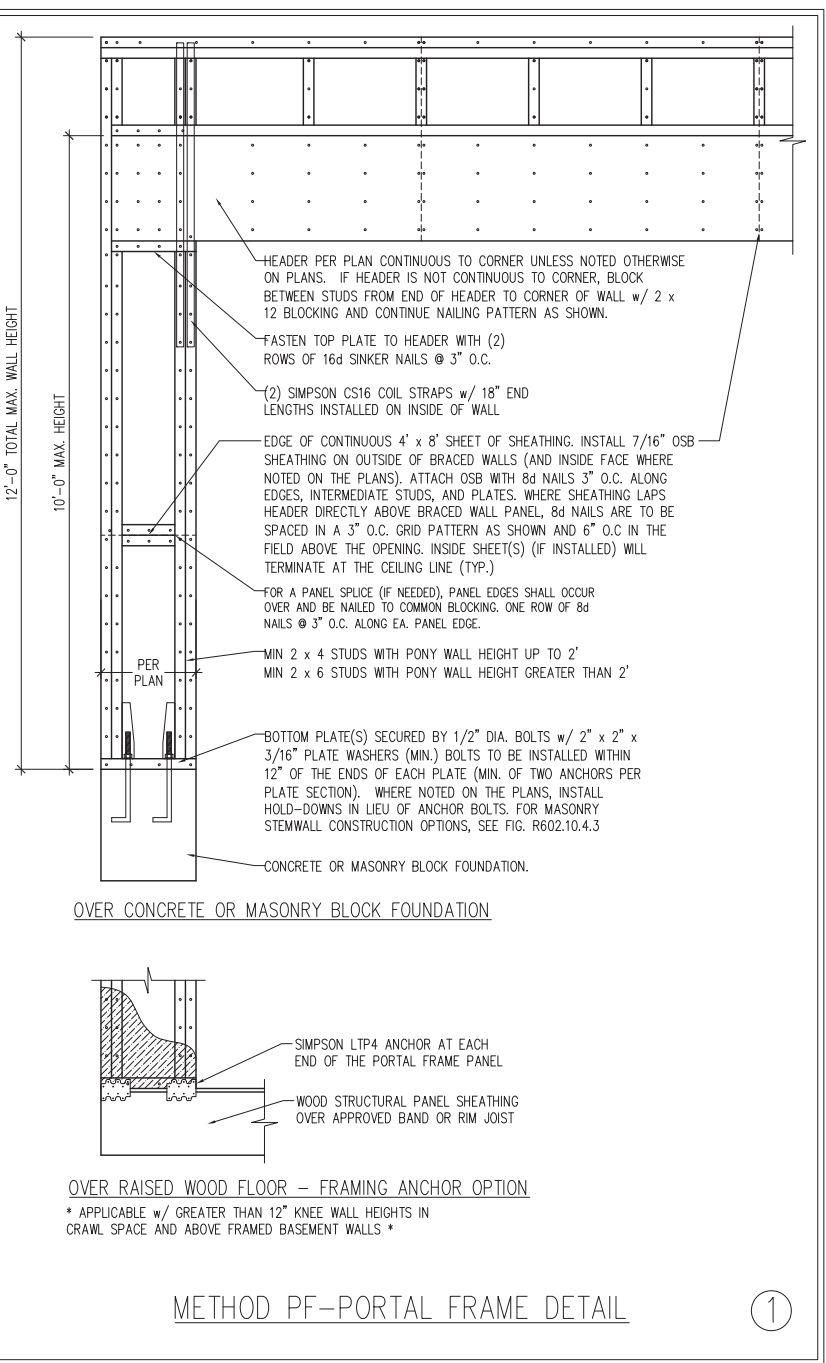 12'-0" TOTAL MAX. WALL HEIGHT
10'-0" MAX. HEIGHT
HEADER PER PLAN CONTINUOUS TO CORNER UNLESS NOTED OTHERWISE
ON PLANS. IF HEADER IS NOT CONTINUOUS TO CORNER, BLOCK
BETWEEN STUDS FROM END OF HEADER TO CORNER OF WALL w/ 2 x
12 BLOCKING AND CONTINUE NAILING PATTERN AS SHOWN.
FASTEN TOP PLATE TO HEADER WITH (2)
ROWS OF 16d SINKER NAILS @ 3" O.C.
(2) SIMPSON CS16 COIL STRAPS w/ 18" END
LENGTHS INSTALLED ON INSIDE OF WALL
EDGE OF CONTINUOUS 4' x 8' SHEET OF SHEATHING. INSTALL 7/16" OSB
SHEATHING ON OUTSIDE OF BRACED WALLS (AND INSIDE FACE WHERE
NOTED ON THE PLANS). ATTACH OSB WITH 8d NAILS 3" O.C. ALONG
EDGES, INTERMEDIATE STUDS, AND PLATES. WHERE SHEATHING LAPS
HEADER DIRECTLY ABOVE BRACED WALL PANEL, 8d NAILS ARE TO BE
SPACED IN A 3" O.C. GRID PATTERN AS SHOWN AND 6" O.C IN THE
FIELD ABOVE THE OPENING. INSIDE SHEET(S) (IF INSTALLED) WILL
TERMINATE AT THE CEILING LINE (TYP.)
FOR A PANEL SPLICE (IF NEEDED), PANEL EDGES SHALL OCCUR
OVER AND BE NAILED TO COMMON BLOCKING. ONE ROW OF 8d
NAILS @ 3" O.C. ALONG EA. PANEL EDGE.
MIN 2 x 4 STUDS WITH PONY WALL HEIGHT UP TO 2'
MIN 2 x 6 STUDS WITH PONY WALL HEIGHT GREATER THAN 2'
PER
PLAN
BOTTOM PLATE(S) SECURED BY 1/2" DIA. BOLTS w/ 2" x 2" x
3/16" PLATE WASHERS (MIN.) BOLTS TO BE INSTALLED WITHIN
12" OF THE ENDS OF EACH PLATE (MIN. OF TWO ANCHORS PER
PLATE SECTION). WHERE NOTED ON THE PLANS, INSTALL
HOLD-DOWNS IN LIEU OF ANCHOR BOLTS. FOR MASONRY
STEMWALL CONSTRUCTION OPTIONS, SEE FIG. R602.10.4.3
CONCRETE OR MASONRY BLOCK FOUNDATION.
OVER CONCRETE OR MASONRY BLOCK FOUNDATION
SIMPSON LTP4 ANCHOR AT EACH
END OF THE PORTAL FRAME PANEL
WOOD STRUCTURAL PANEL SHEATHING
OVER APPROVED BAND OR RIM JOIST
OVER RAISED WOOD FLOOR - FRAMING ANCHOR OPTION
* APPLICABLE w/ GREATER THAN 12" KNEE WALL HEIGHTS IN
CRAWL SPACE AND ABOVE FRAMED BASEMENT WALLS *
METHOD PF-PORTAL FRAME DETAIL
1